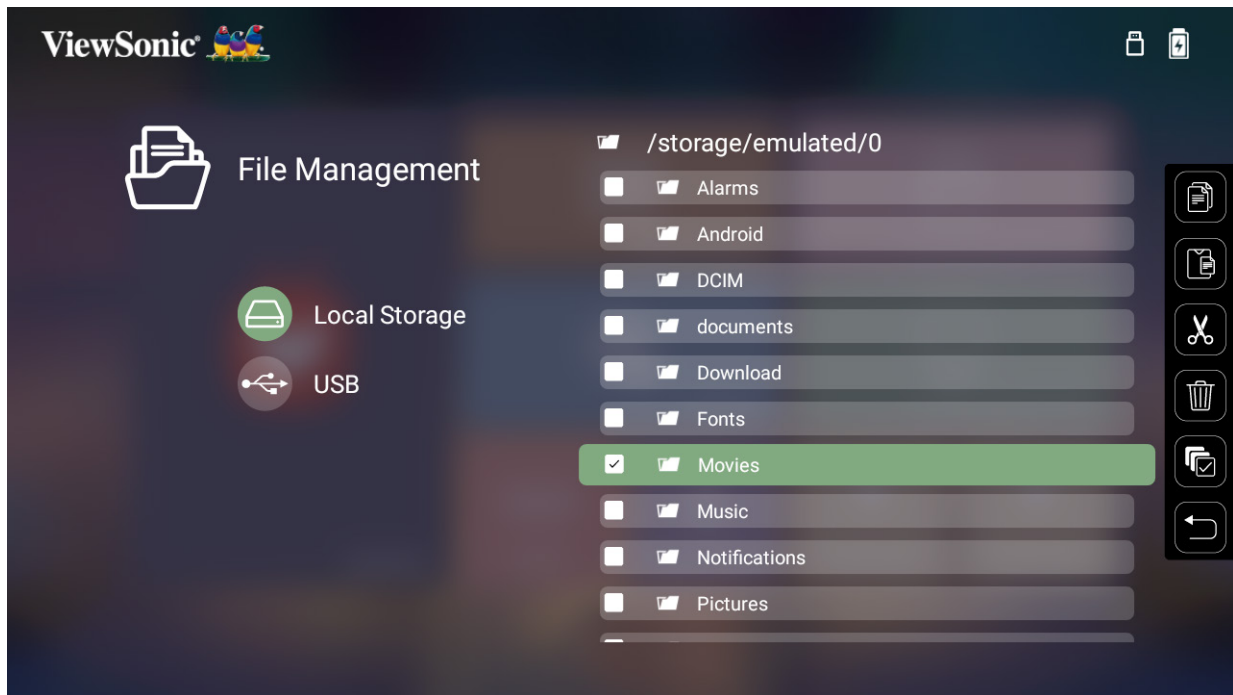 ViewSonic®
File Management
Local Storage
USB
/storage/emulated/0
Alarms
Android
DCIM
documents
Download
Fonts
Movies
Music
Notifications
Pictures